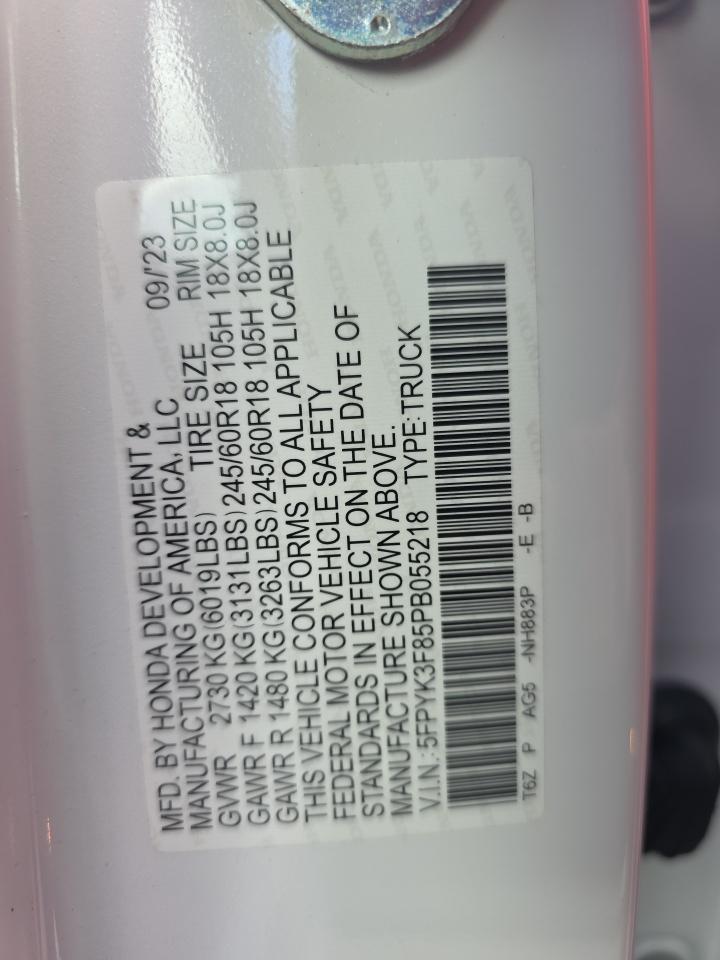 MFD. BY HONDA DEVELOPMENT &
MANUFACTURING OF AMERICA, LLC 09/'23
GVWR 2730 KG(6019LBS) TIRE SIZE RIM SIZE
GAWR F 1420 KG(3131LBS)245/60R18 105H 18X8.0J
GAWR R 1480 KG(3263LBS)245/60R18 105H 18X8.0J
THIS VEHICLE CONFORMS TO ALL APPLICABLE
FEDERAL MOTOR VEHICLE SAFETY
STANDARDS IN EFFECT ON THE DATE OF
MANUFACTURE SHOWN ABOVE.
V.I.N.:5FPYK3F85PB055218 TYPE:TRUCK
T6Z P AG5 -NH883P -E -B